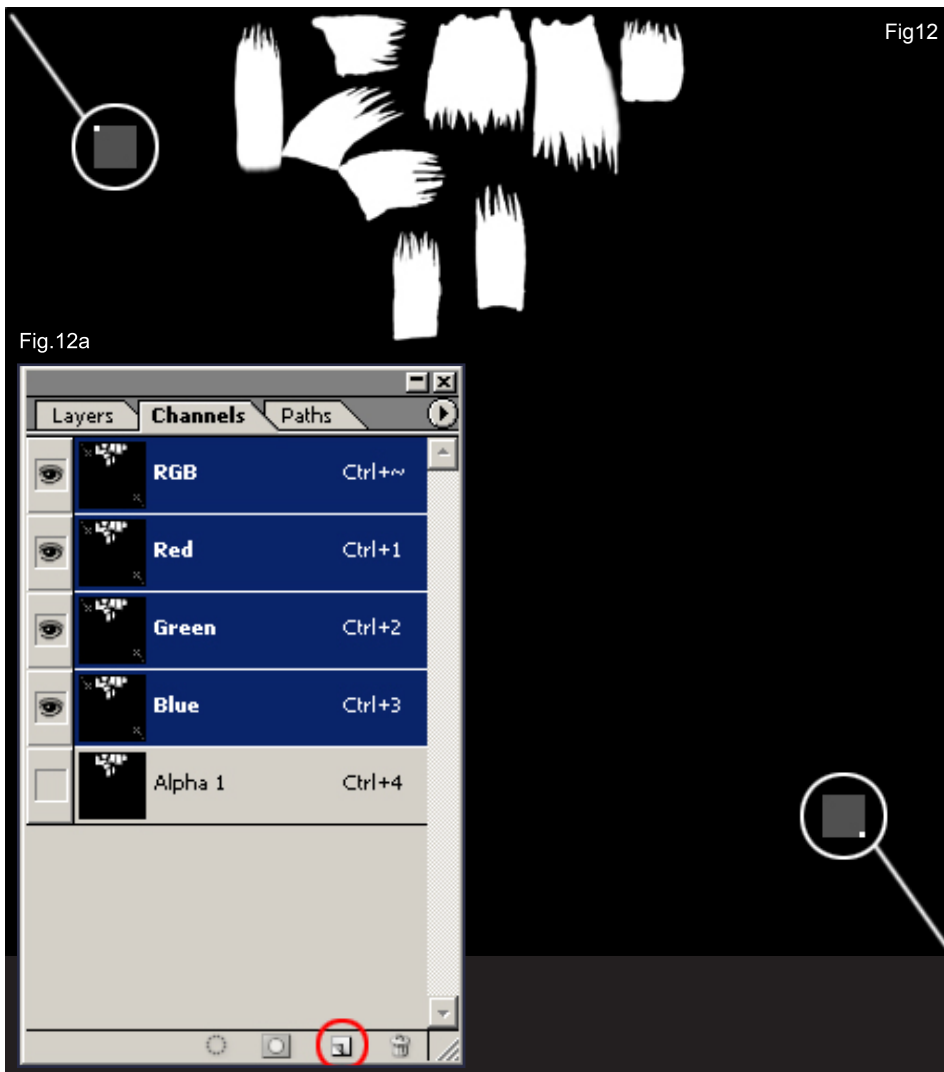 Fig12
Fig.12a
Layers Channels Paths
RGB Ctrl+~
Red Ctrl+1
Green Ctrl+2
Blue Ctrl+3
Alpha 1 Ctrl+4